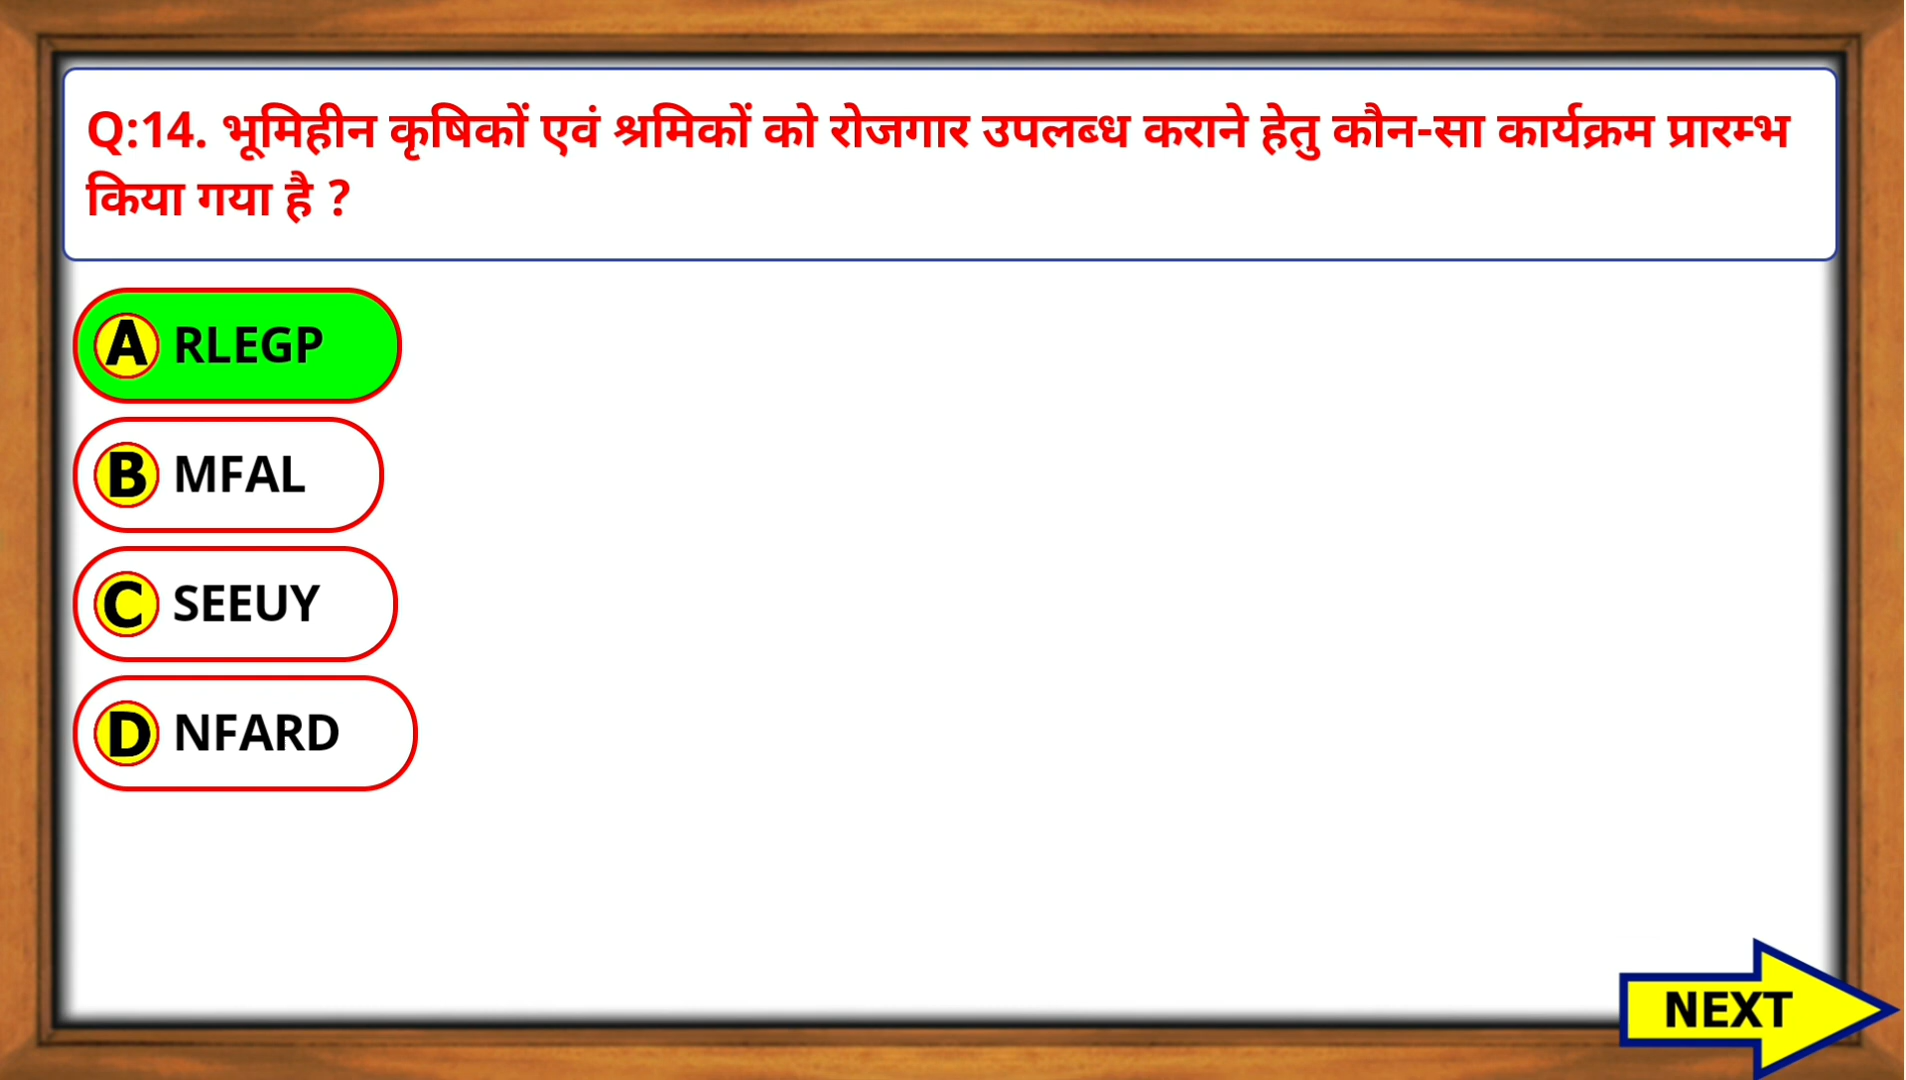 Q:14. भूमिहीन कृषिकों एवं श्रमिकों को रोजगार उपलब्ध कराने हेतु कौन-सा कार्यक्रम प्रारम्भ
किया गया है ?
A RLEGP
B MFAL
C SEEUY
D NFARD
NEXT